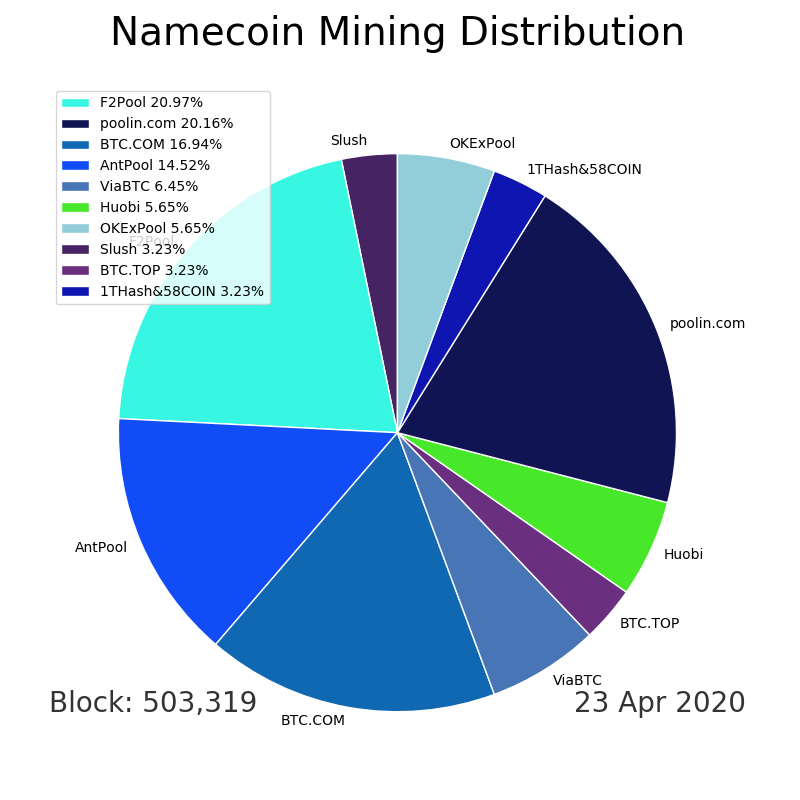 Namecoin Mining Distribution
F2Pool 20.97%
poolin.com 20.16%
BTC.COM 16.94%
AntPool 14.52%
ViaBTC 6.45%
Huobi 5.65%
OKExPool 5.65%
Slush 3.23%
BTC.TOP 3.23%
1THash&58COIN 3.23%
Slush
OKExPool
1THash&58COIN
F2Pool
poolin.com
AntPool
Huobi
BTC.TOP
ViaBTC
BTC.COM
Block: 503,319
23 Apr 2020